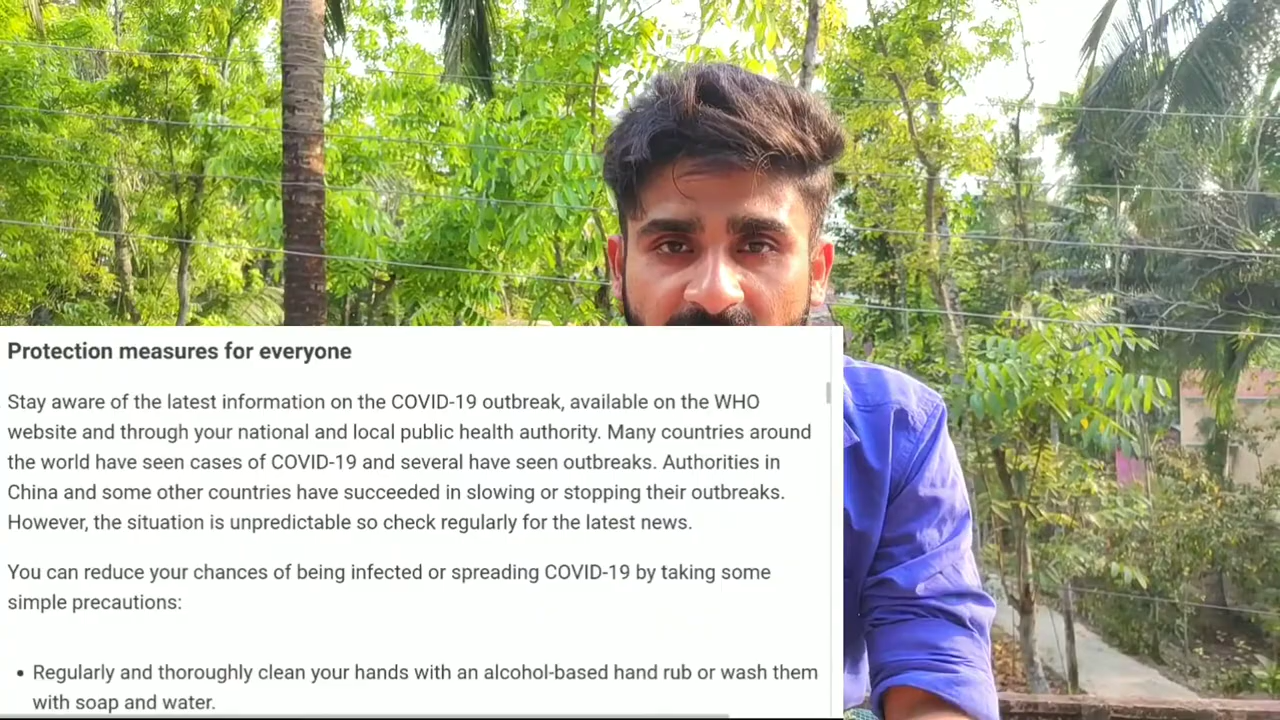 Protection measures for everyone
Stay aware of the latest information on the COVID-19 outbreak, available on the WHO
website and through your national and local public health authority. Many countries around
the world have seen cases of COVID-19 and several have seen outbreaks. Authorities in
China and some other countries have succeeded in slowing or stopping their outbreaks.
However, the situation is unpredictable so check regularly for the latest news.
You can reduce your chances of being infected or spreading COVID-19 by taking some
simple precautions:
• Regularly and thoroughly clean your hands with an alcohol-based hand rub or wash them
with soap and water.